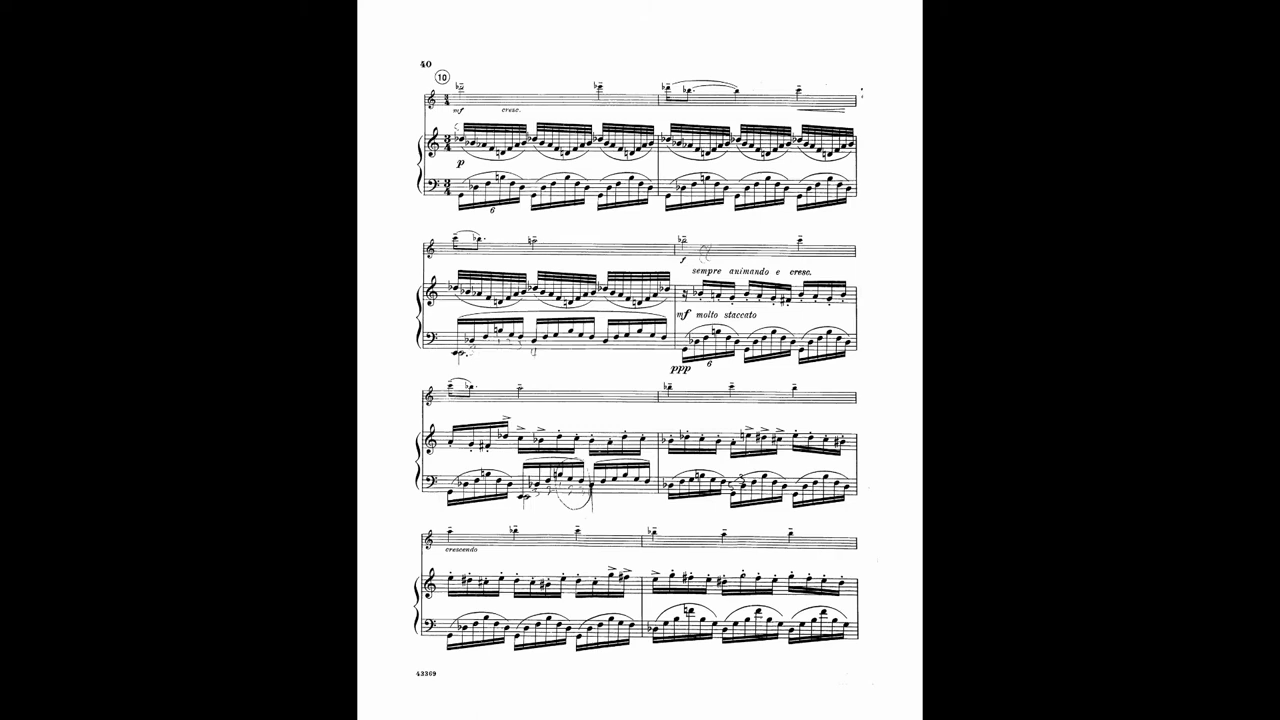 40
10
mf cresc.
p
6
f
sempre animando e cresc.
mf molto staccato
ppp 6
crescendo
43369